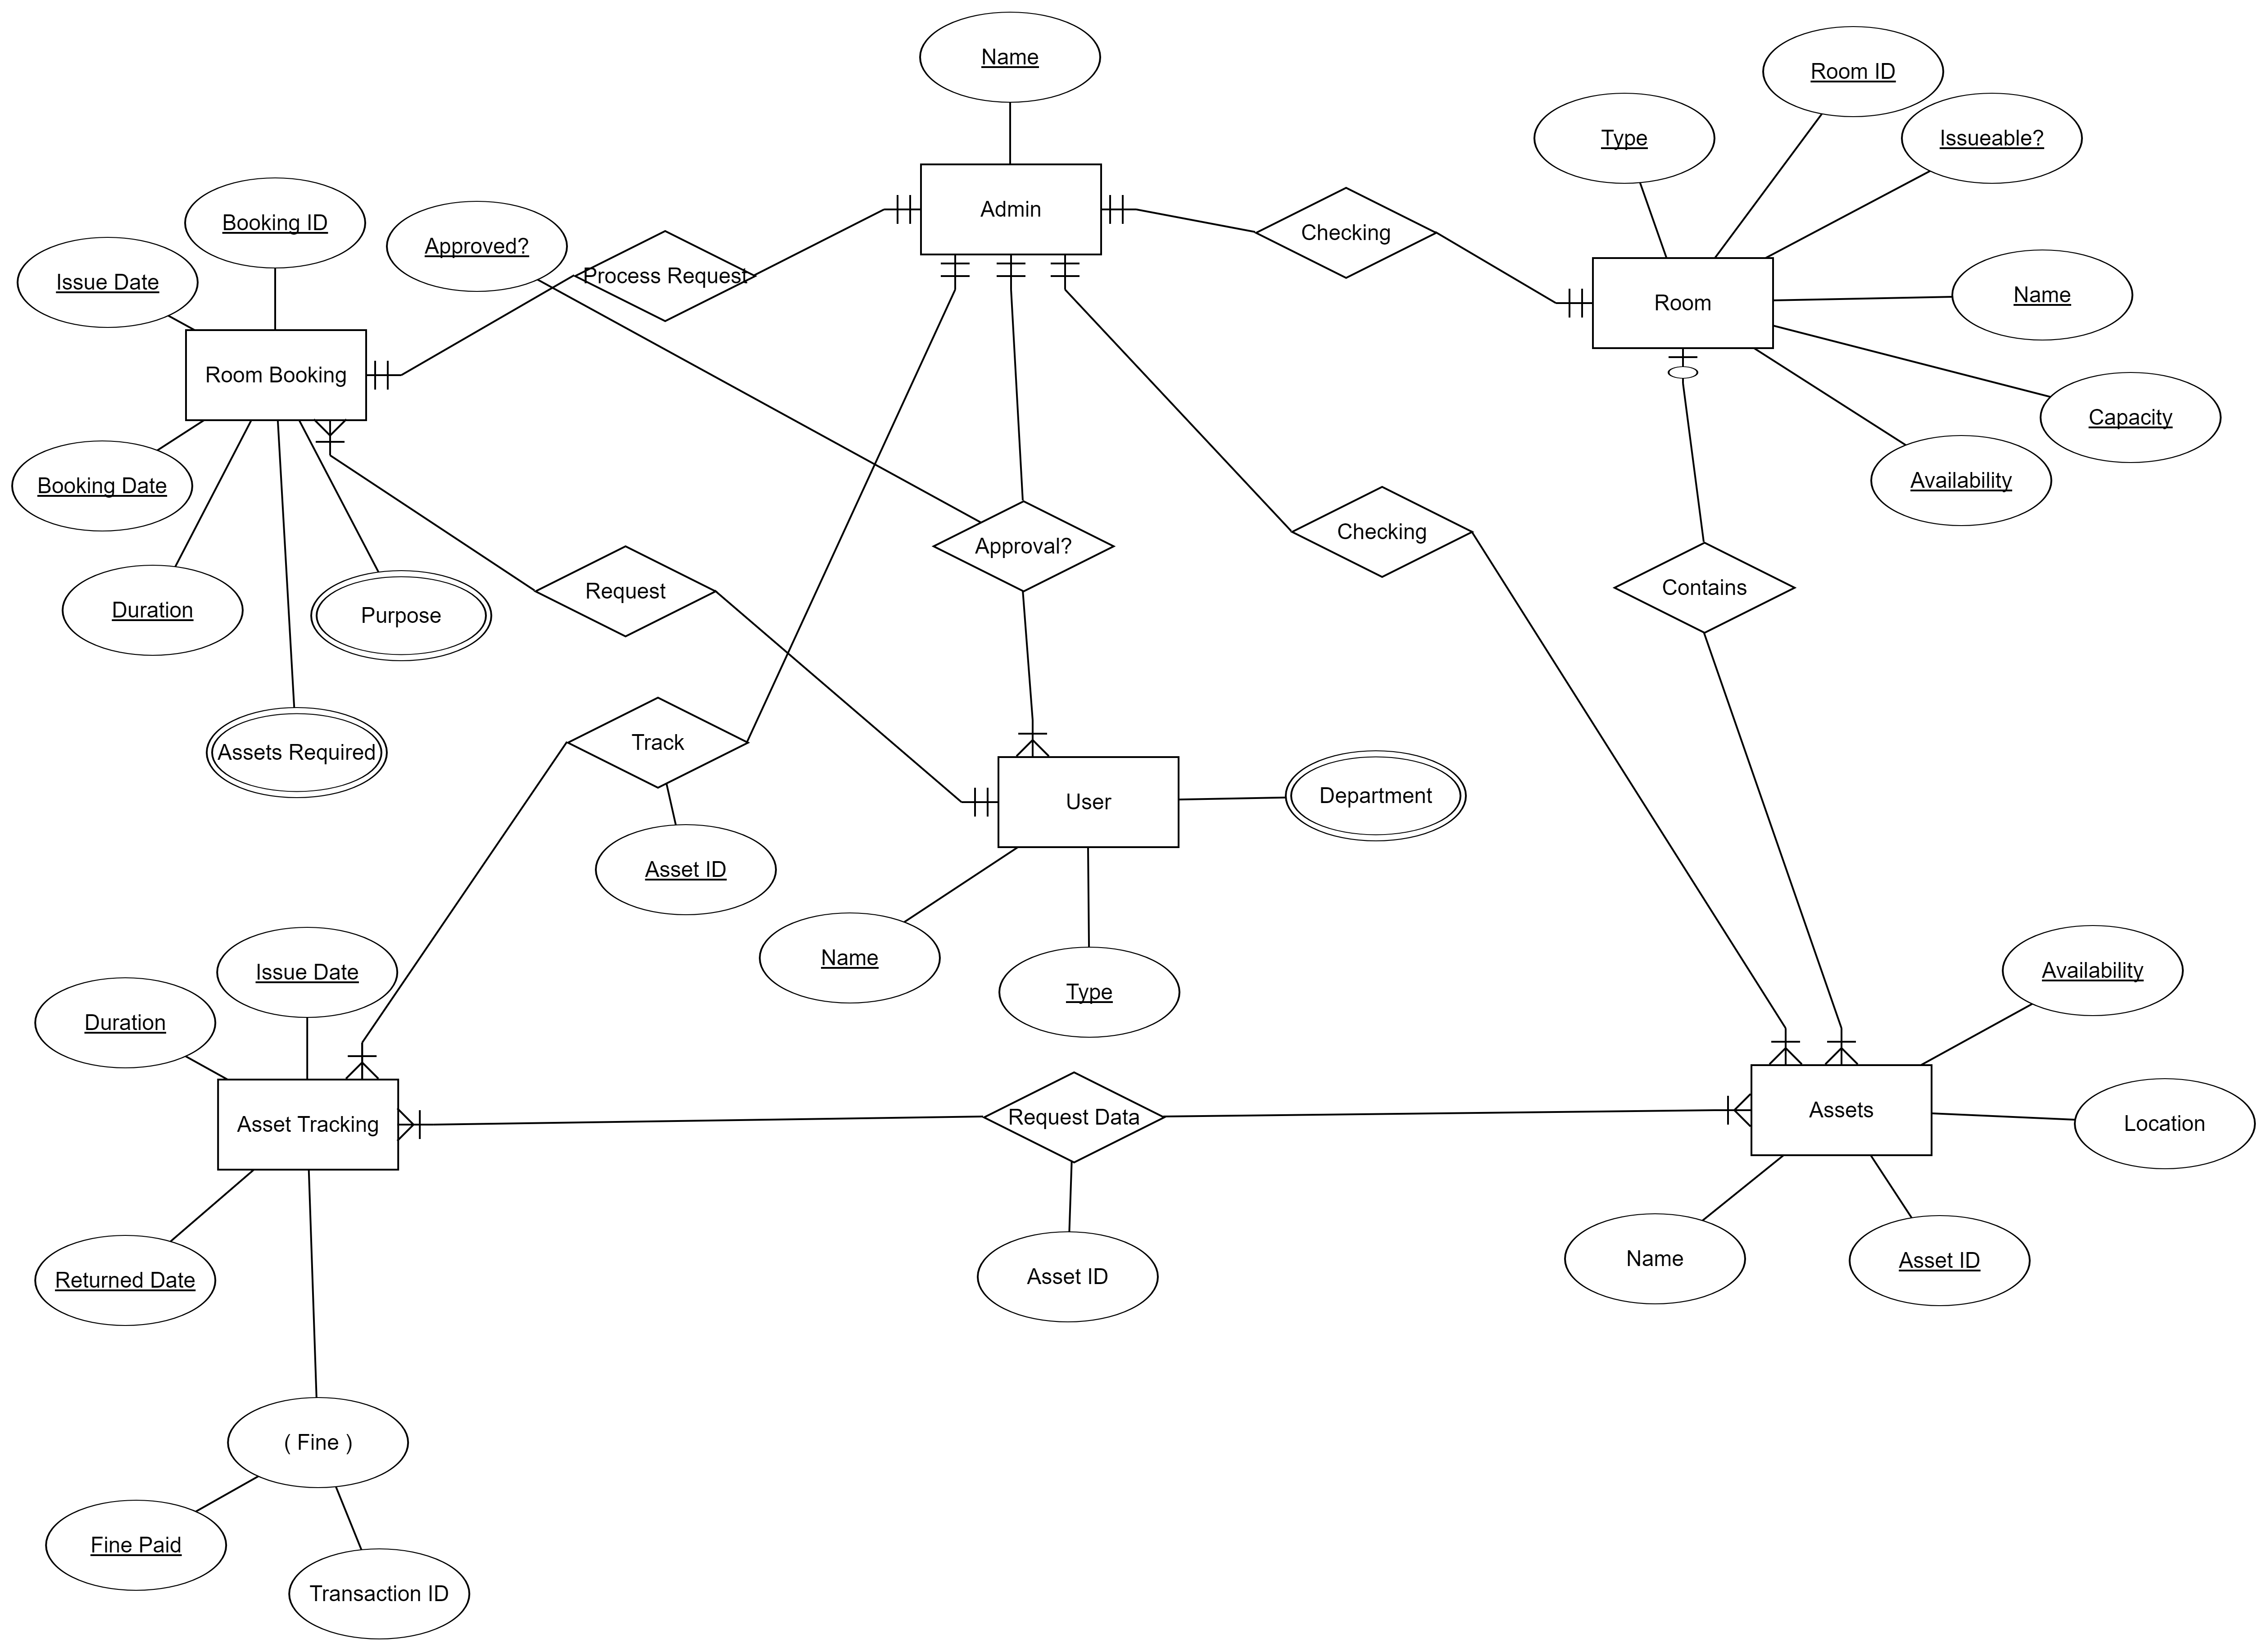 Name
Room ID
Type
Issueable?
Admin
Booking ID
Approved?
Checking
Process Request
Issue Date
Room
Name
Room Booking
Capacity
Booking Date
Availability
Approval?
Checking
Contains
Request
Duration
Purpose
Track
Assets Required
User
Department
Asset ID
Name
Issue Date
Availability
Type
Duration
Request Data
Assets
Asset Tracking
Location
Returned Date
Asset ID
Name
Asset ID
( Fine )
Fine Paid
Transaction ID